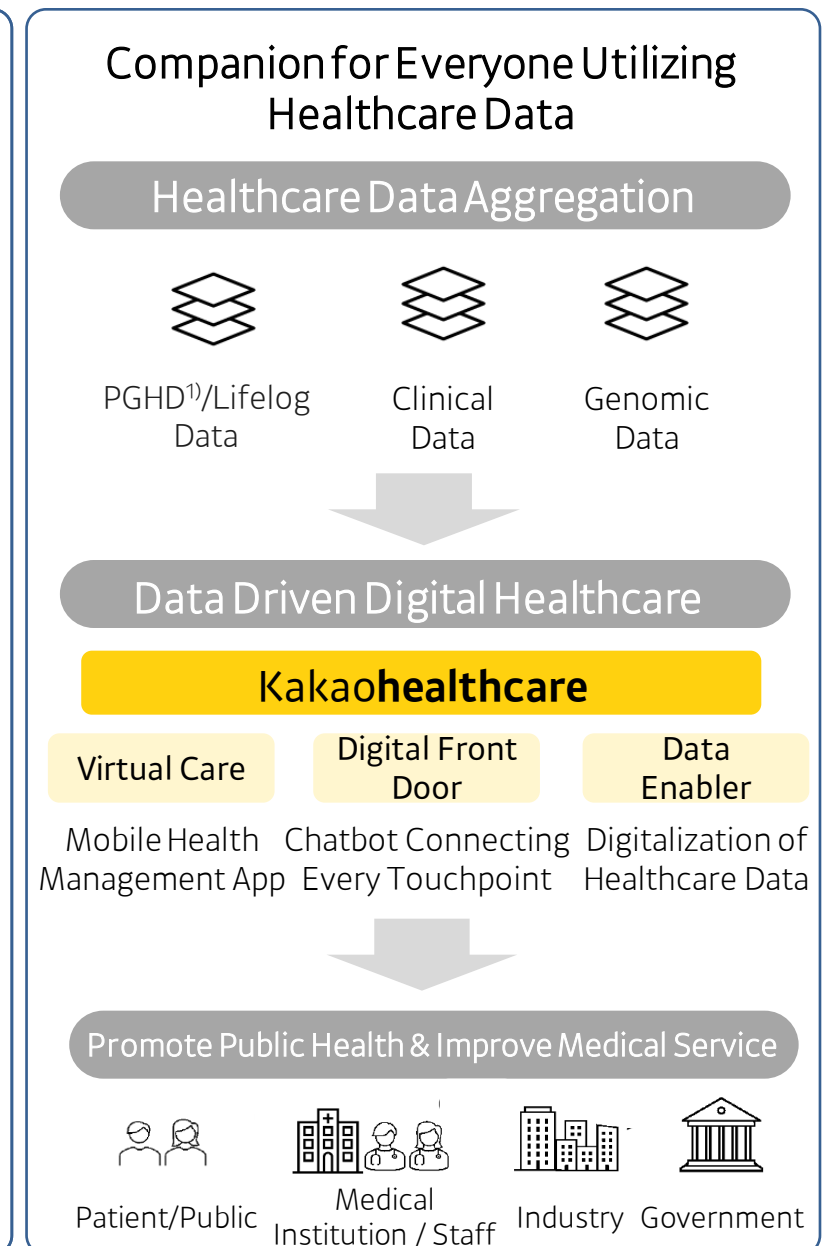 Companion for Everyone Utilizing
Healthcare Data
Healthcare Data Aggregation
PGHD1)/Lifelog
Data
Clinical
Data
Genomic
Data
Data Driven Digital Healthcare
Kakaohealthcare
Virtual Care
Digital Front
Door
Data
Enabler
Mobile Health
Management App
Chatbot Connecting
Every Touchpoint
Digitalization of
Healthcare Data
Promote Public Health & Improve Medical Service
Patient/Public
Medical
Institution / Staff
Industry
Government